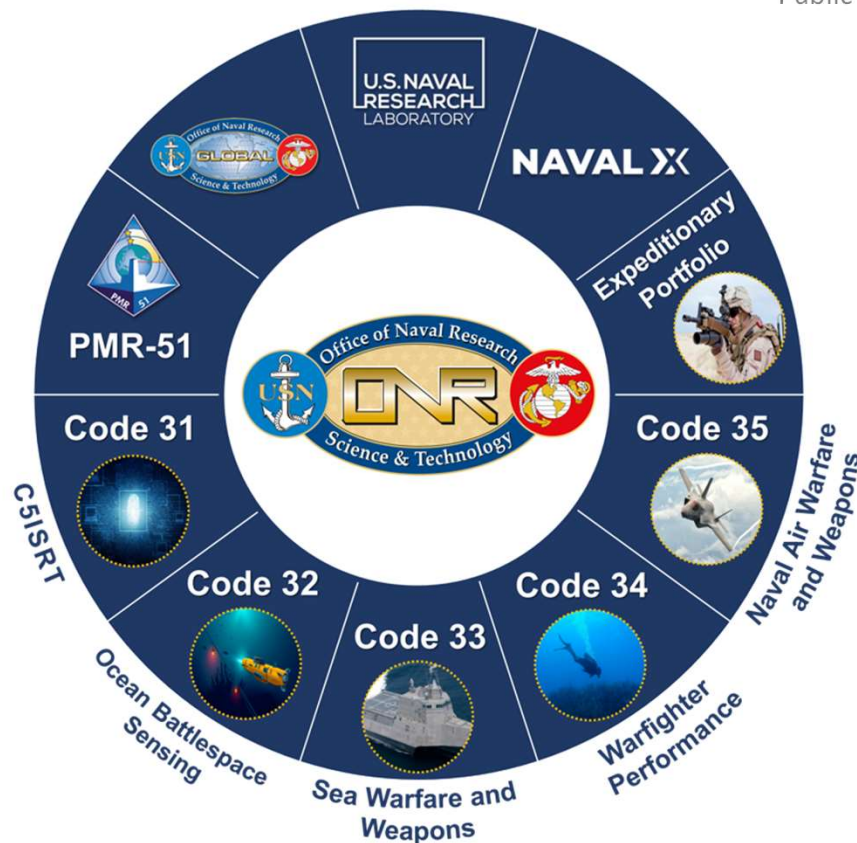 Public
U.S. NAVAL
RESEARCH
LABORATORY
NAVAL X
Expeditionary
Portfolio
Code 35
Naval Air Warfare
and Weapons
Code 34
Warfighter
Performance
Code 33
Sea Warfare and
Weapons
Code 32
Ocean Battlespace
Sensing
Code 31
C5ISRT
PMR 51
PMR-51
Office of Naval Research
USN
GLOBAL
Science & Technology
Office of Naval Research
USN
ONR
Science & Technology